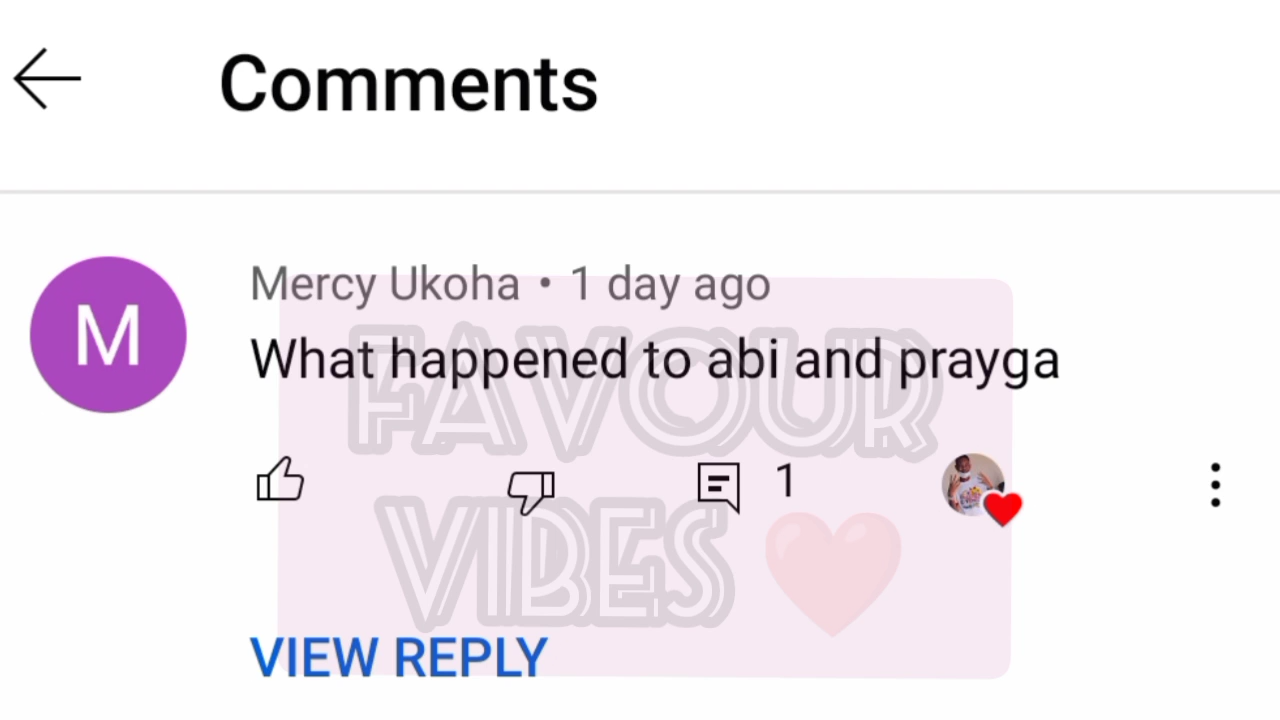 Comments
M
Mercy Ukoha • 1 day ago
What happened to abi and prayga
1
VIEW REPLY
FAVOUR
VIBES